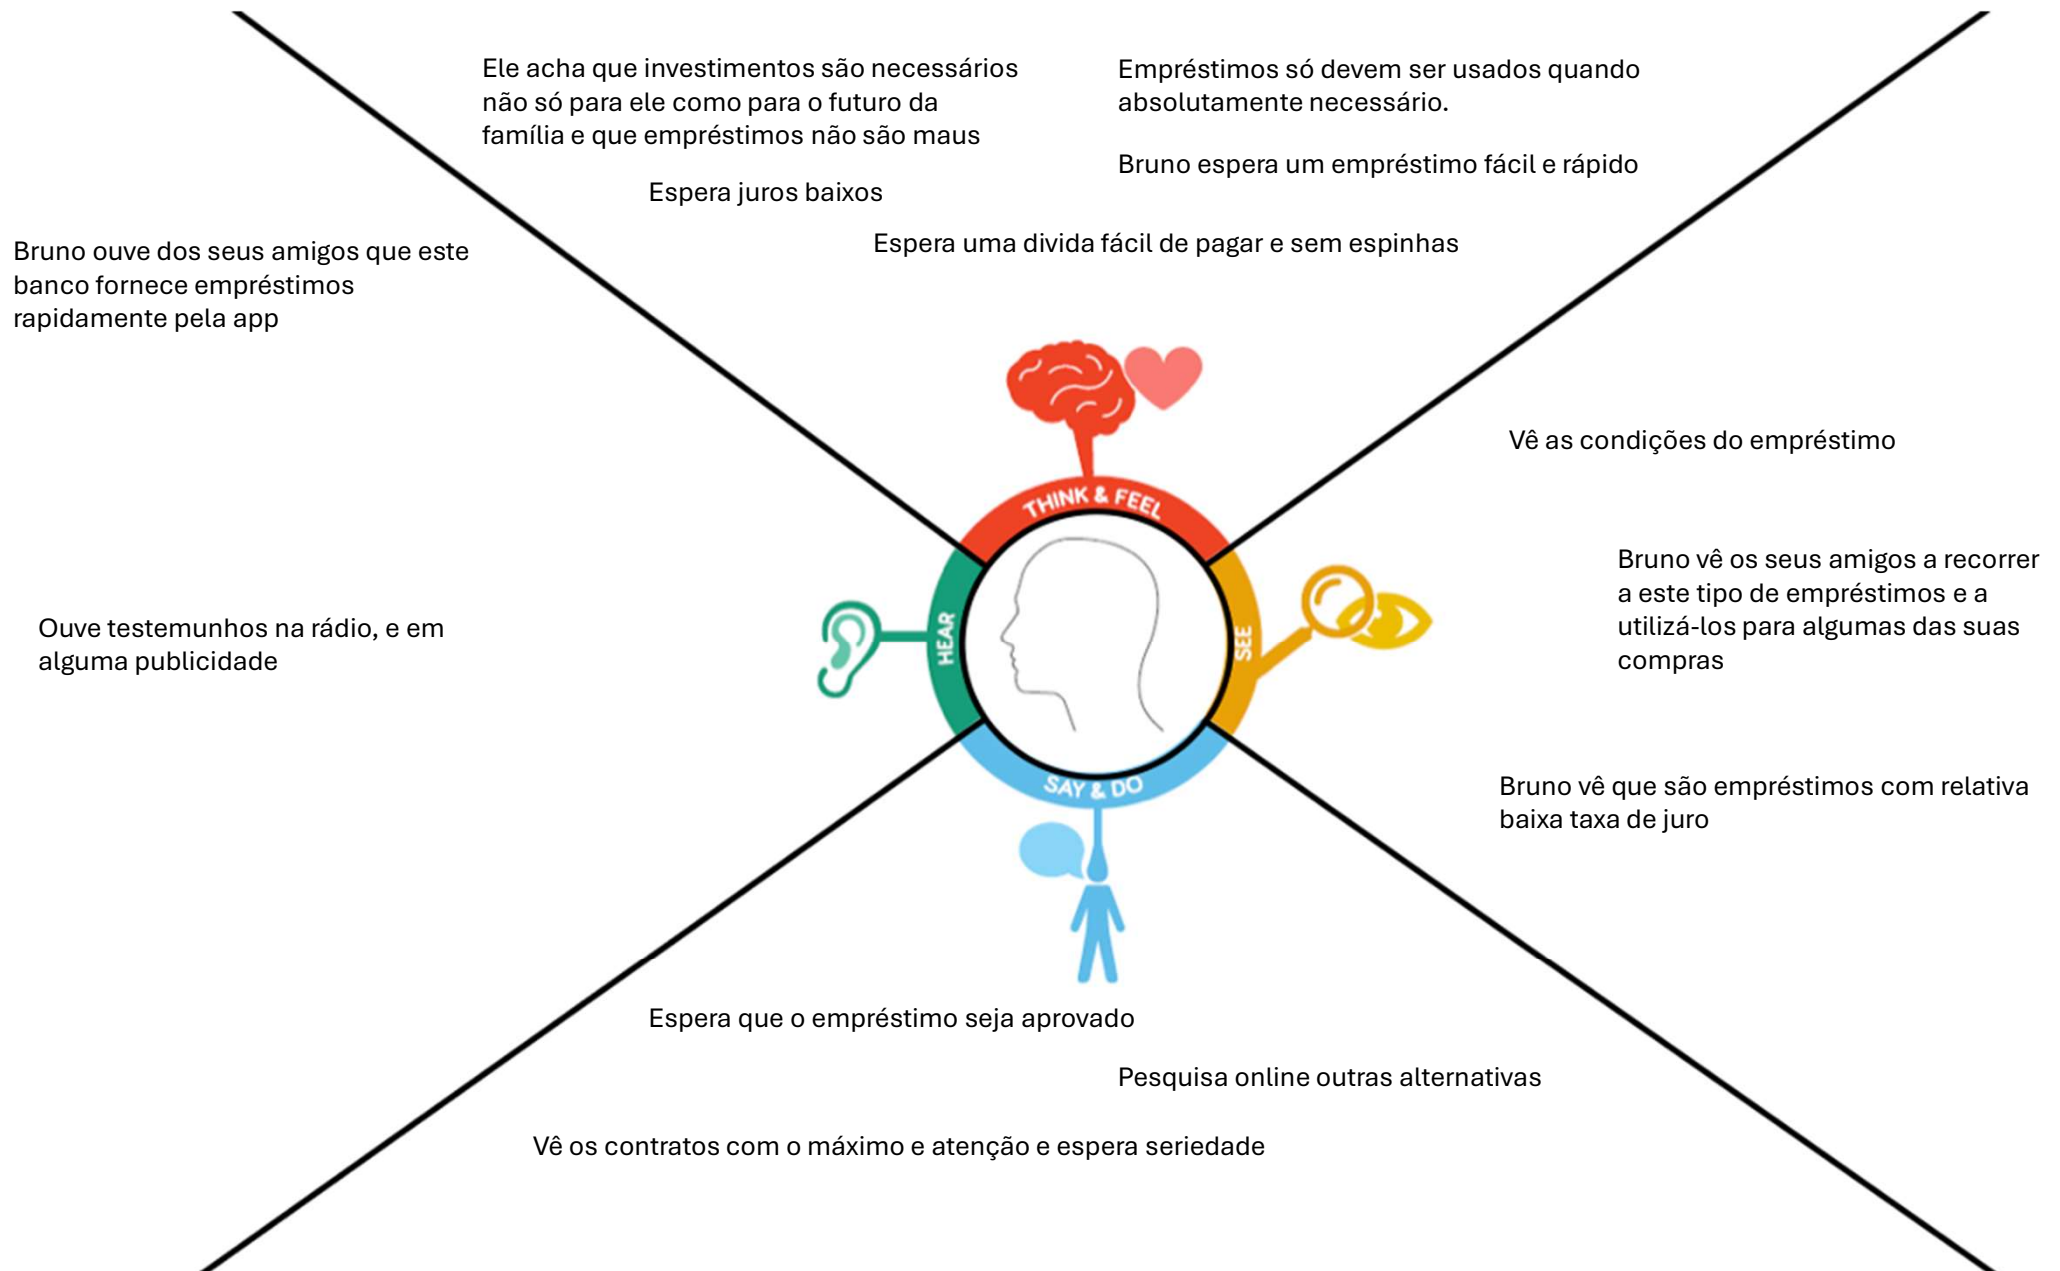 Ele acha que investimentos são necessários
não só para ele como para o futuro da
família e que empréstimos não são maus
Empréstimos só devem ser usados quando
absolutamente necessário.
Bruno espera um empréstimo fácil e rápido
Espera juros baixos
Espera uma divida fácil de pagar e sem espinhas
Bruno ouve dos seus amigos que este
banco fornece empréstimos
rapidamente pela app
Ouve testemunhos na rádio, e em
alguma publicidade
THINK & FEEL
HEAR
SEE
SAY & DO
Vê as condições do empréstimo
Bruno vê os seus amigos a recorrer
a este tipo de empréstimos e a
utilizá-los para algumas das suas
compras
Bruno vê que são empréstimos com relativa
baixa taxa de juro
Espera que o empréstimo seja aprovado
Pesquisa online outras alternativas
Vê os contratos com o máximo e atenção e espera seriedade